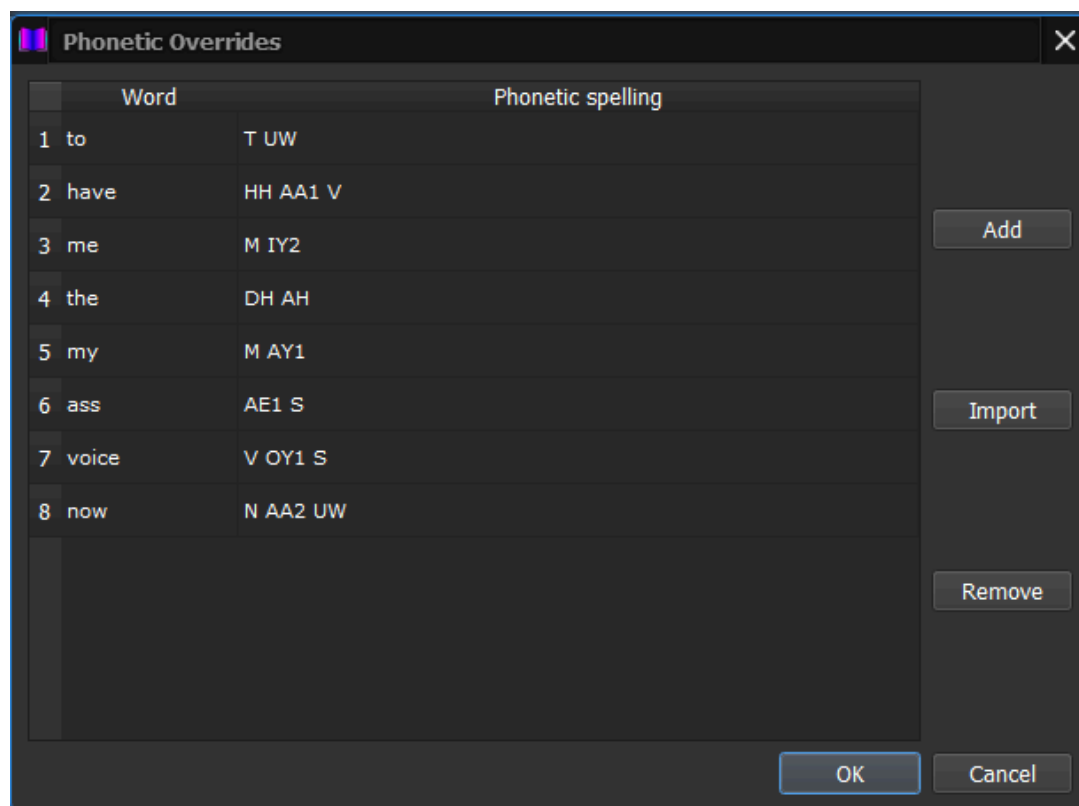 Phonetic Overrides
Word Phonetic spelling
1 to T UW
2 have HH AA1 V
3 me M IY2
4 the DH AH
5 my M AY1
6 ass AE1 S
7 voice V OY1 S
8 now N AA2 UW
Add
Import
Remove
OK Cancel